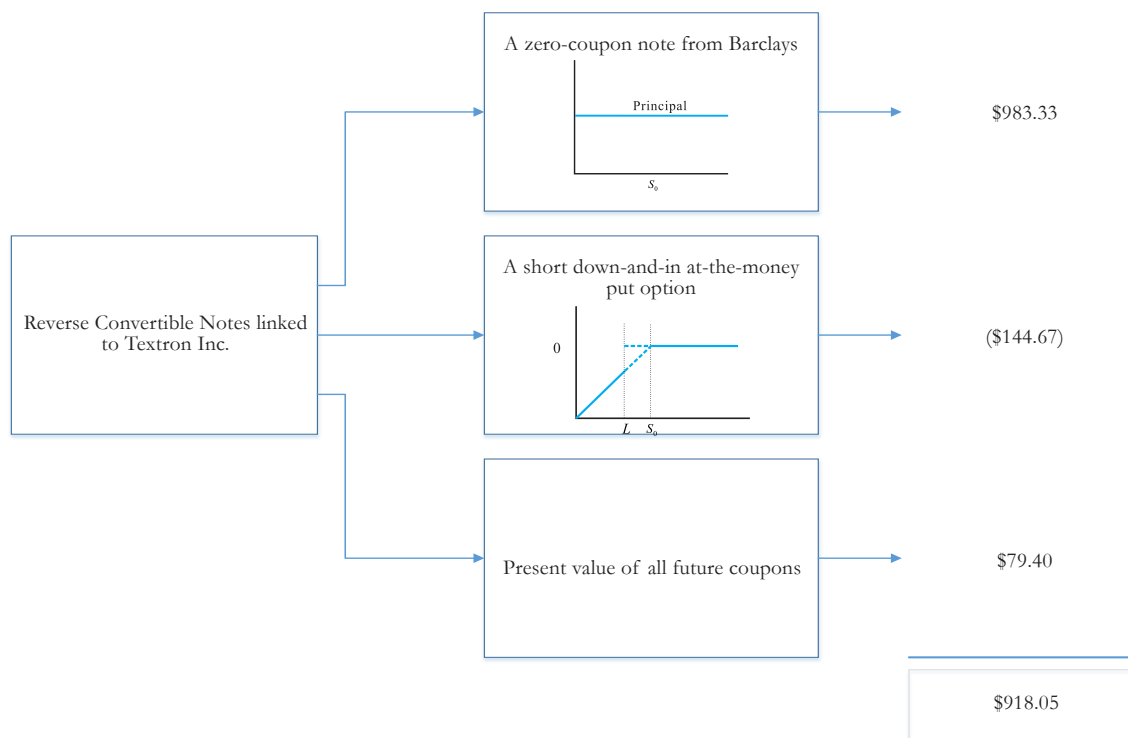 A zero-coupon note from Barclays
Principal
S₀
$983.33
Reverse Convertible Notes linked
to Textron Inc.
A short down-and-in at-the-money
put option
0
L S₀
($144.67)
Present value of all future coupons
$79.40
$918.05